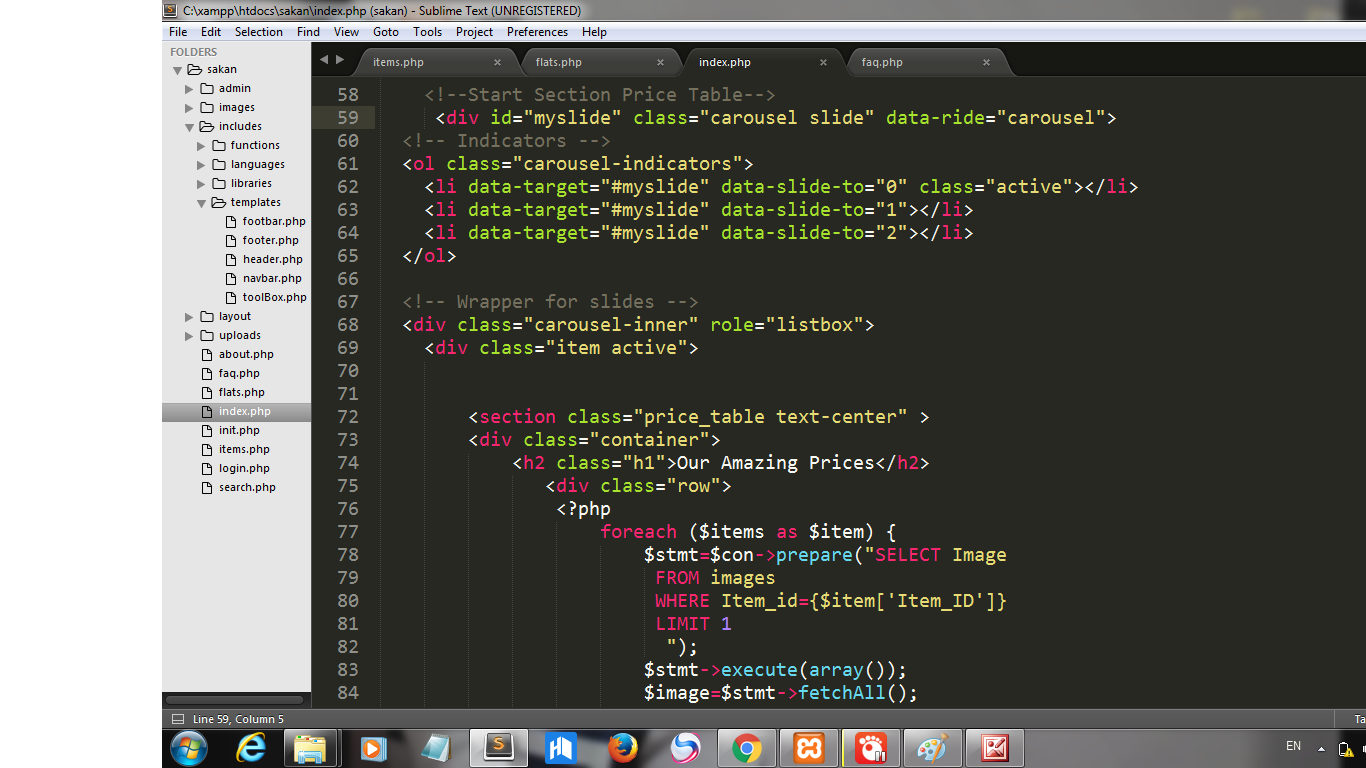 C:\xampp\htdocs\sakan\index.php (sakan) - Sublime Text (UNREGISTERED)
File Edit Selection Find View Goto Tools Project Preferences Help
FOLDERS
sakan
admin
images
includes
functions
languages
libraries
templates
footbar.php
footer.php
header.php
navbar.php
toolBox.php
layout
uploads
about.php
faq.php
flats.php
index.php
init.php
items.php
login.php
search.php
items.php × flats.php × index.php × faq.php ×
58 <!--Start Section Price Table-->
59 <div id="myslide" class="carousel slide" data-ride="carousel">
60 <!-- Indicators -->
61 <ol class="carousel-indicators">
62 <li data-target="#myslide" data-slide-to="0" class="active"></li>
63 <li data-target="#myslide" data-slide-to="1"></li>
64 <li data-target="#myslide" data-slide-to="2"></li>
65 </ol>
66
67 <!-- Wrapper for slides -->
68 <div class="carousel-inner" role="listbox">
69 <div class="item active">
70
71
72 <section class="price_table text-center" >
73 <div class="container">
74 <h2 class="h1">Our Amazing Prices</h2>
75 <div class="row">
76 <?php
77 foreach ($items as $item) {
78 $stmt=$con->prepare("SELECT Image
79 FROM images
80 WHERE Item_id={$item['Item_ID']}
81 LIMIT 1
82 ");
83 $stmt->execute(array());
84 $image=$stmt->fetchAll();
Line 59, Column 5
Ta
EN